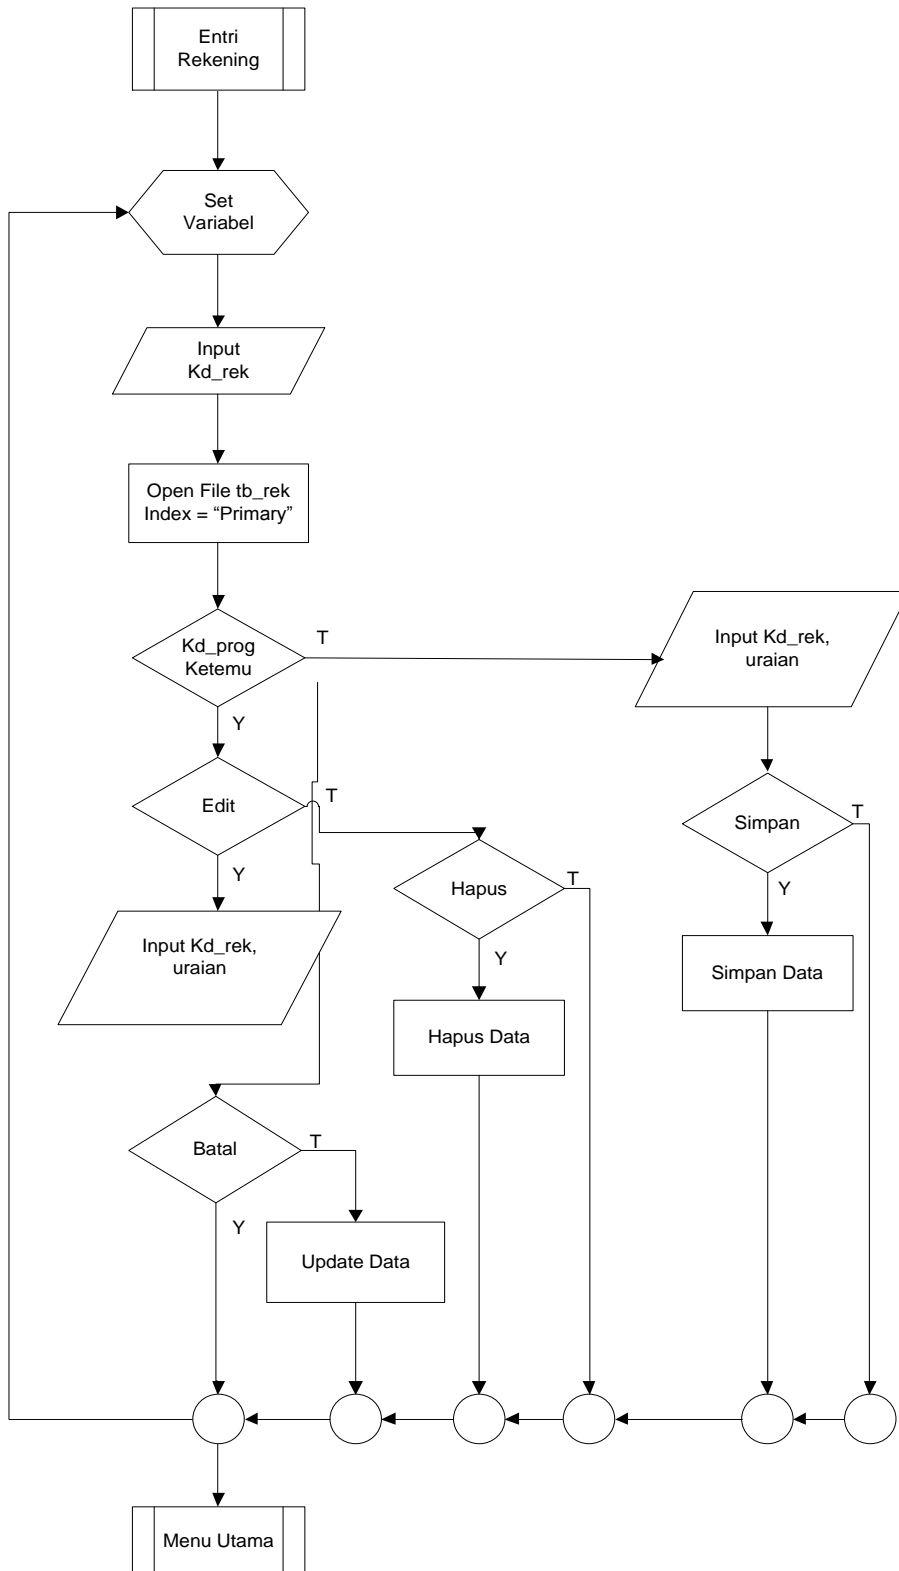 Entri
Rekening
Set
Variabel
Input
Kd_rek
Open File tb_rek
Index = “Primary”
Kd_prog
Ketemu
T
Y
Input Kd_rek,
uraian
Edit
T
Y
Simpan
T
Y
Hapus
T
Y
Input Kd_rek,
uraian
Simpan Data
Hapus Data
Batal
T
Y
Update Data
Menu Utama